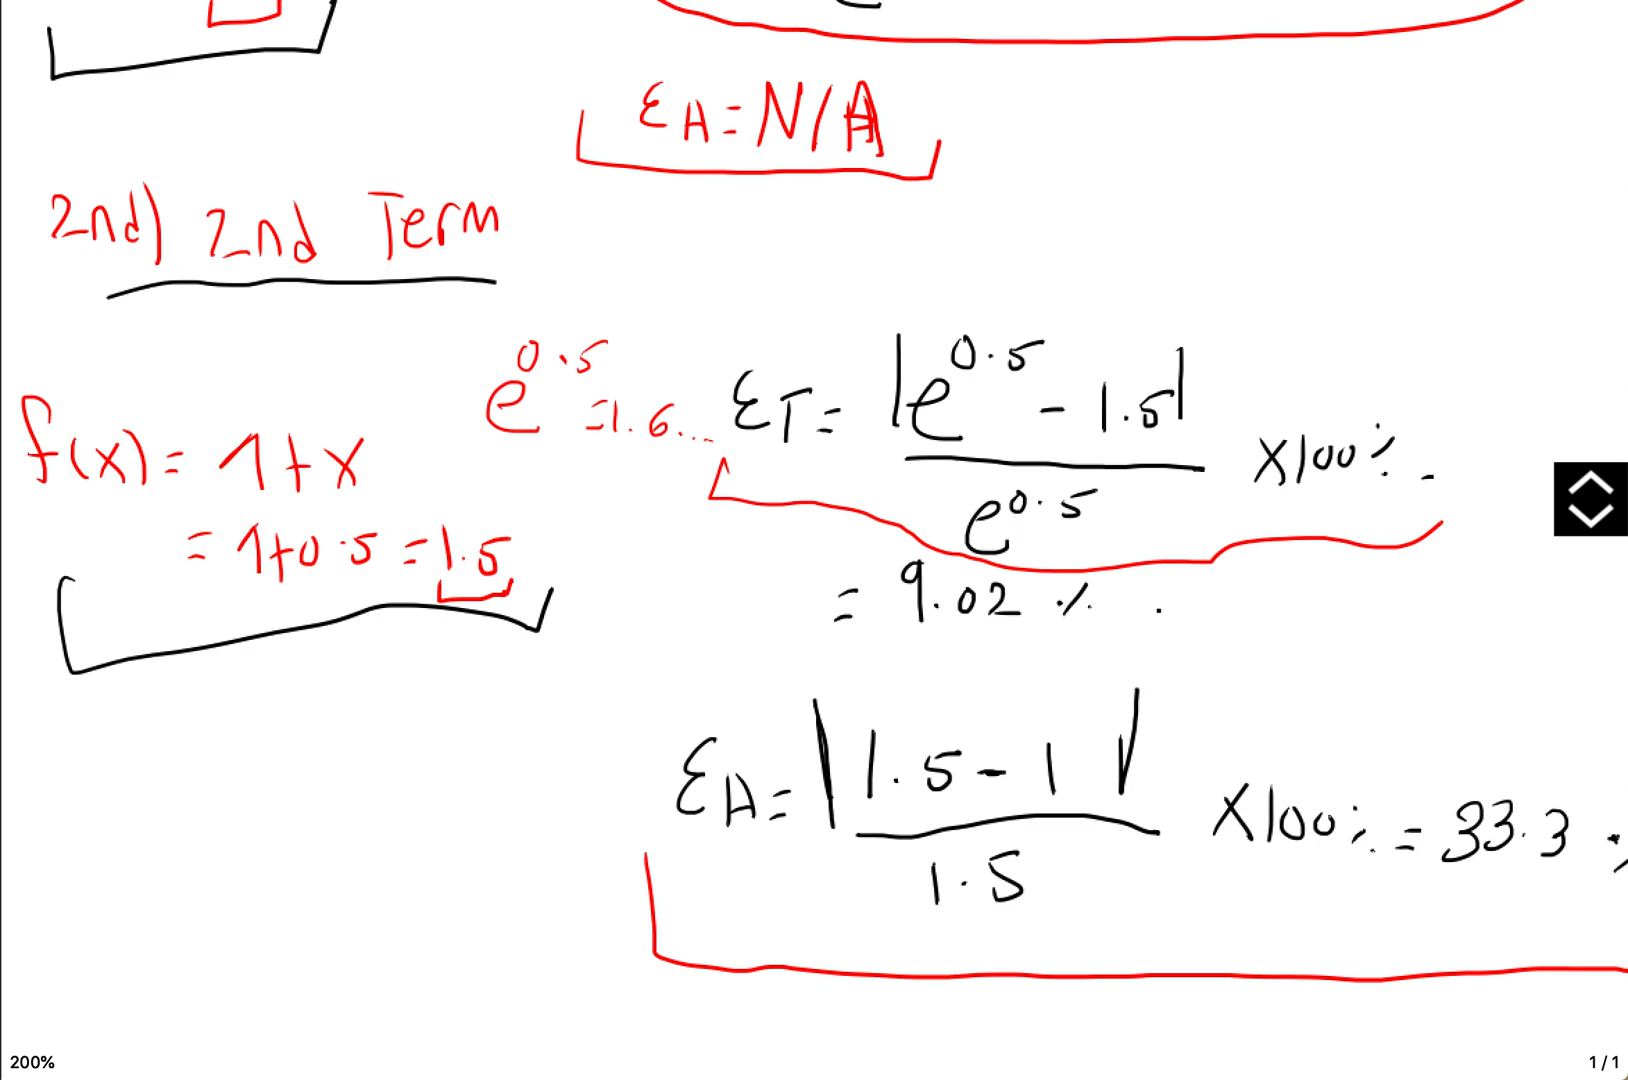 εA = N/A
2nd) 2nd Term
e^0.5 = 1.6...
εT = |e^0.5 - 1.5| / e^0.5 X100% .
= 9.02 % .
f(x) = 1+x
= 1+0.5 = 1.5
εA = |1.5 - 1| / 1.5 X100% = 33.3
200%
1 / 1